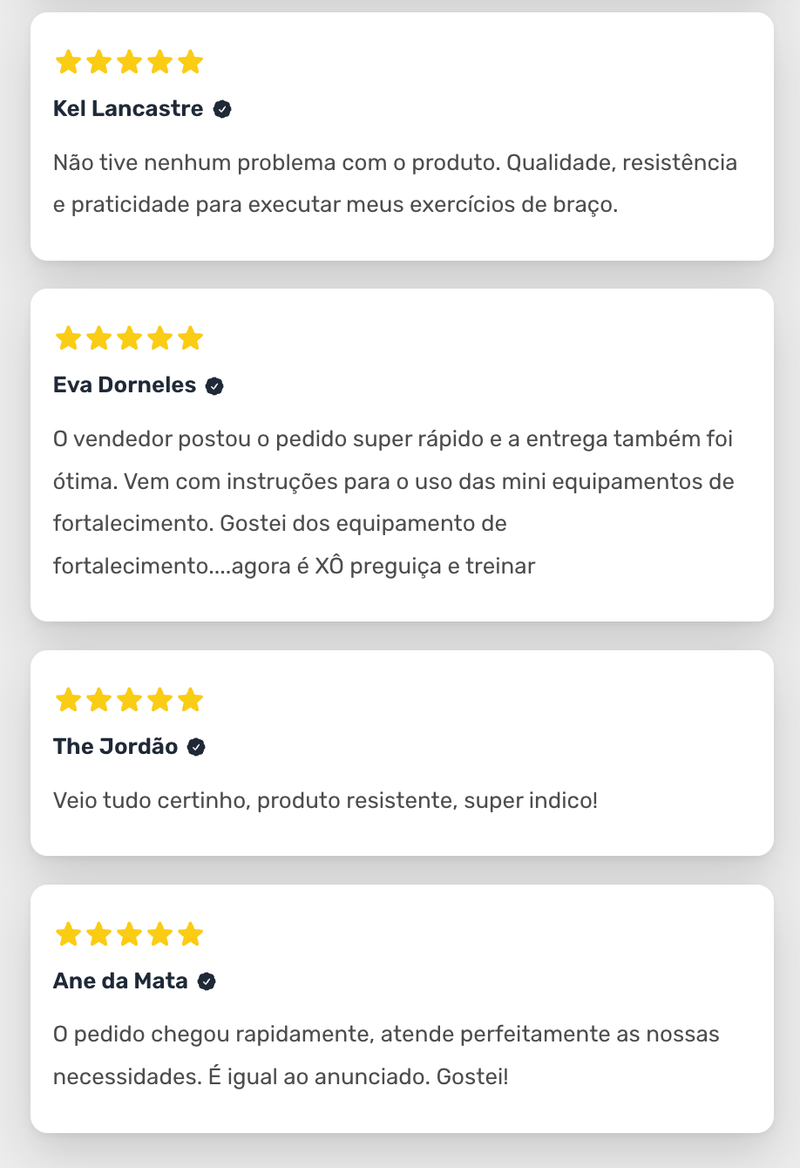 Kel Lancastre
Não tive nenhum problema com o produto. Qualidade, resistência
e praticidade para executar meus exercícios de braço.
Eva Dorneles
O vendedor postou o pedido super rápido e a entrega também foi
ótima. Vem com instruções para o uso das mini equipamentos de
fortalecimento. Gostei dos equipamento de
fortalecimento....agora é XÔ preguiça e treinar
The Jordão
Veio tudo certinho, produto resistente, super indico!
Ane da Mata
O pedido chegou rapidamente, atende perfeitamente as nossas
necessidades. É igual ao anunciado. Gostei!